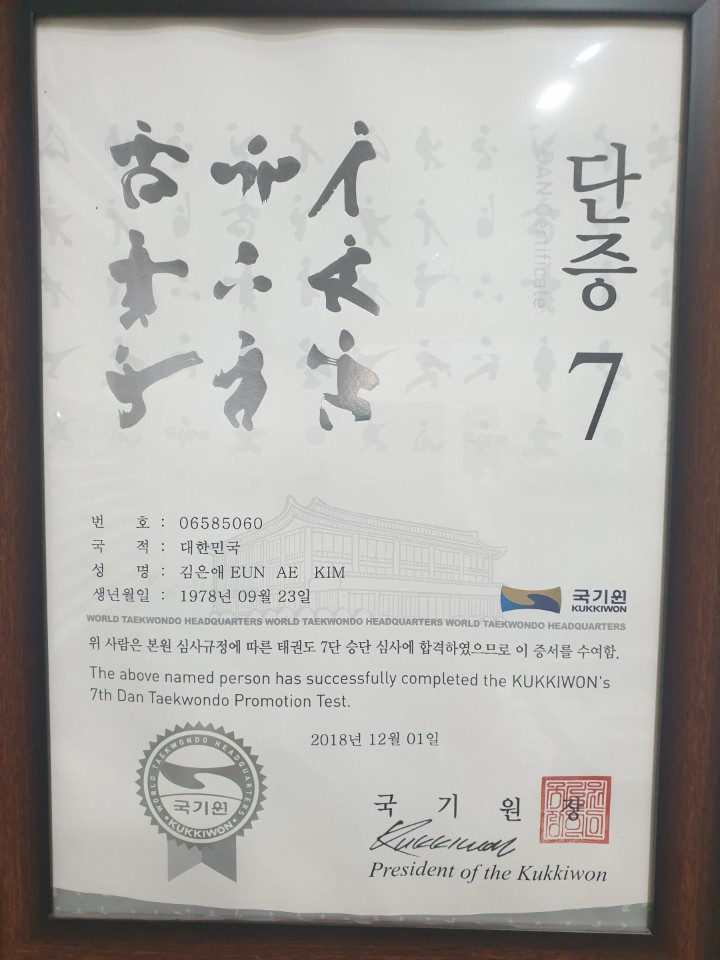 단증 7
DAN Certificate
번 호 : 06585060
국 적 : 대한민국
성 명 : 김은애 EUN AE KIM
생년월일 : 1978년 09월 23일
국기원
KUKKIWON
WORLD TAEKWONDO HEADQUARTERS WORLD TAEKWONDO HEADQUARTERS WORLD TAEKWONDO HEADQUARTERS
위 사람은 본원 심사규정에 따른 태권도 7단 승단 심사에 합격하였으므로 이 증서를 수여함.
The above named person has successfully completed the KUKKIWON's
7th Dan Taekwondo Promotion Test.
2018년 12월 01일
WORLD TAEKWONDO HEADQUARTERS
국기원
KUKKIWON
국 기 원 장
Kukkiwon
President of the Kukkiwon